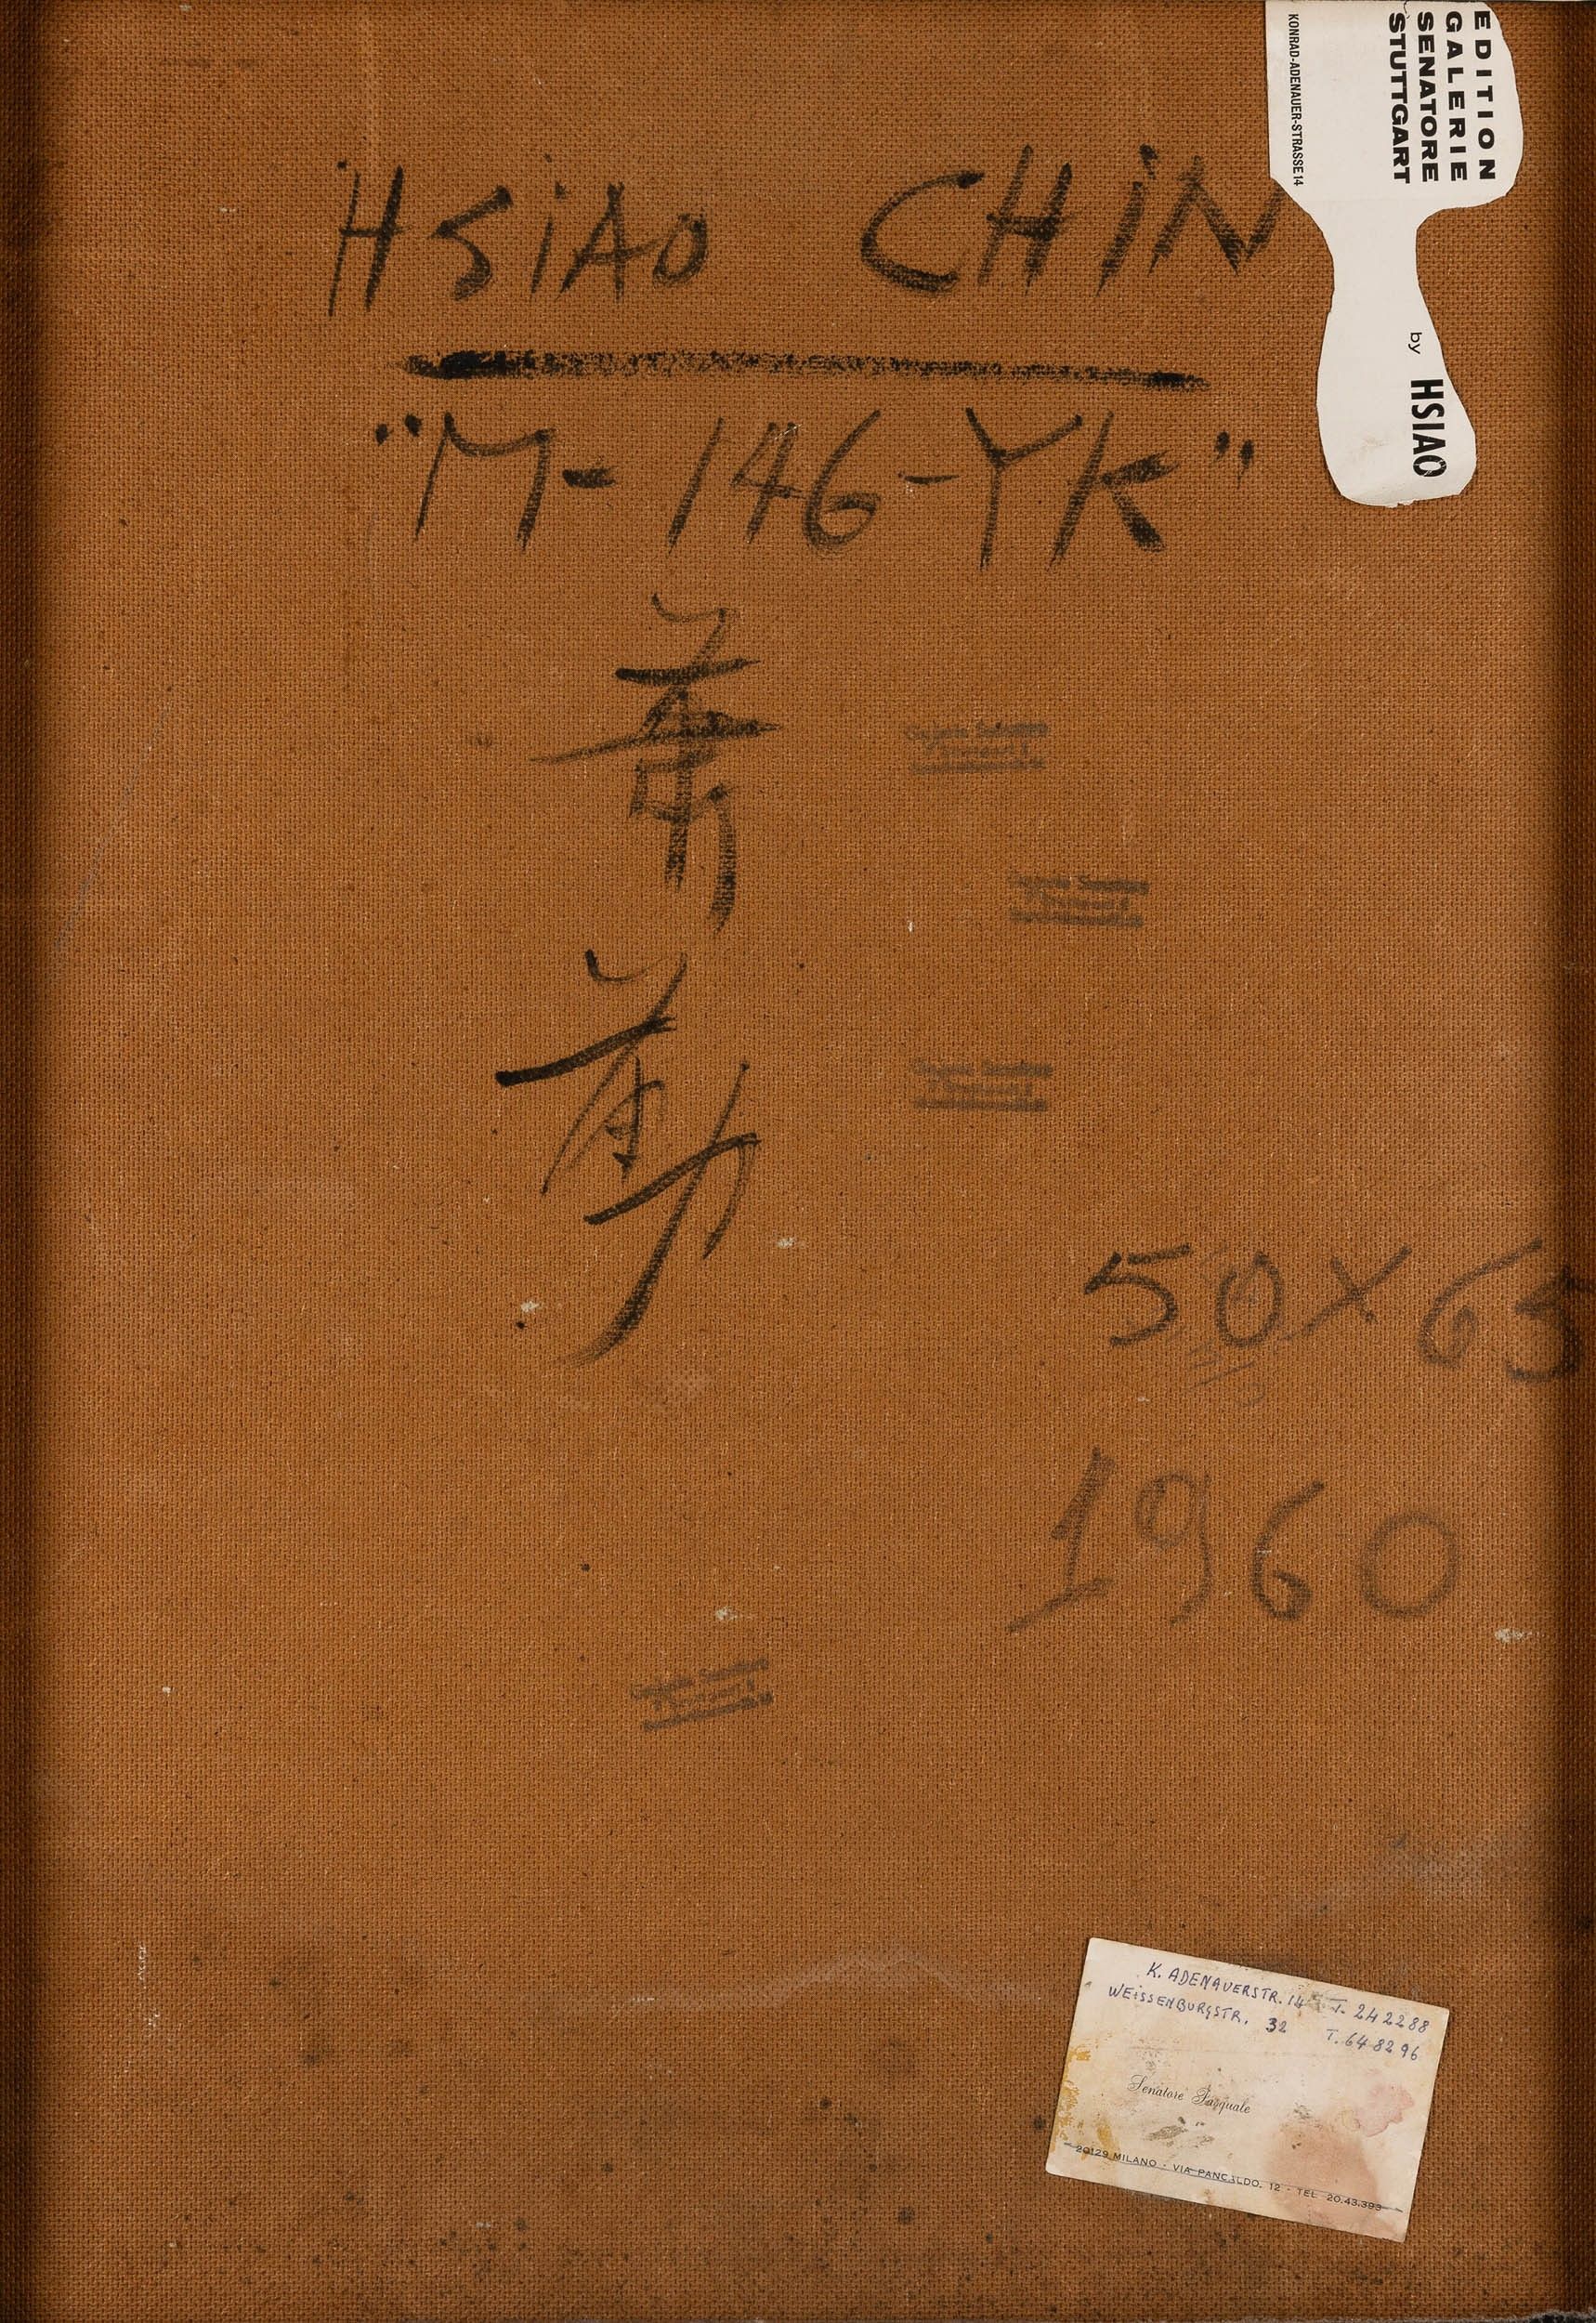 EDITION
GALERIE
SENATORE
STUTTGART
KONRAD-ADENAUER-STRASSE 14
by HSIAO
HSiAO CHiN
"M-146-YK"
萧
勤
50x65
1960
K. ADENAUERSTR. 14 T. 242288
WEiSSENBURGSTR. 32 T. 648296
Senatore Pasquale
20129 MILANO - VIA PANCALDO, 12 - TEL. 20.43.393